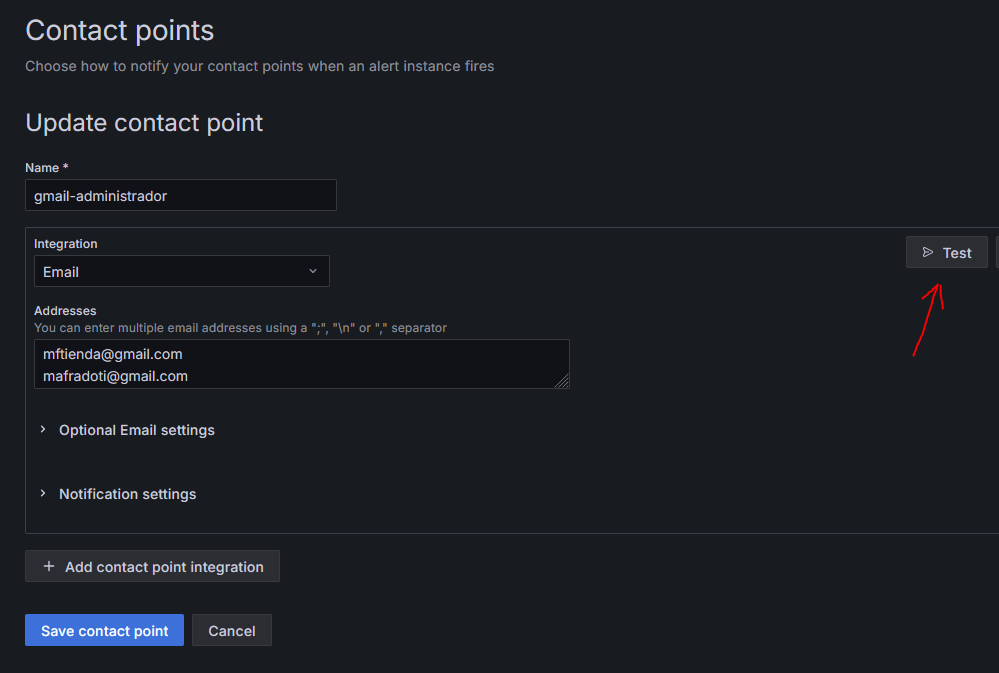 Contact points
Choose how to notify your contact points when an alert instance fires
Update contact point
Name *
gmail-administrador
Integration
Test
Email
Addresses
You can enter multiple email addresses using a ";", "\n" or "," separator
mftienda@gmail.com
mafradoti@gmail.com
Optional Email settings
Notification settings
+ Add contact point integration
Save contact point Cancel